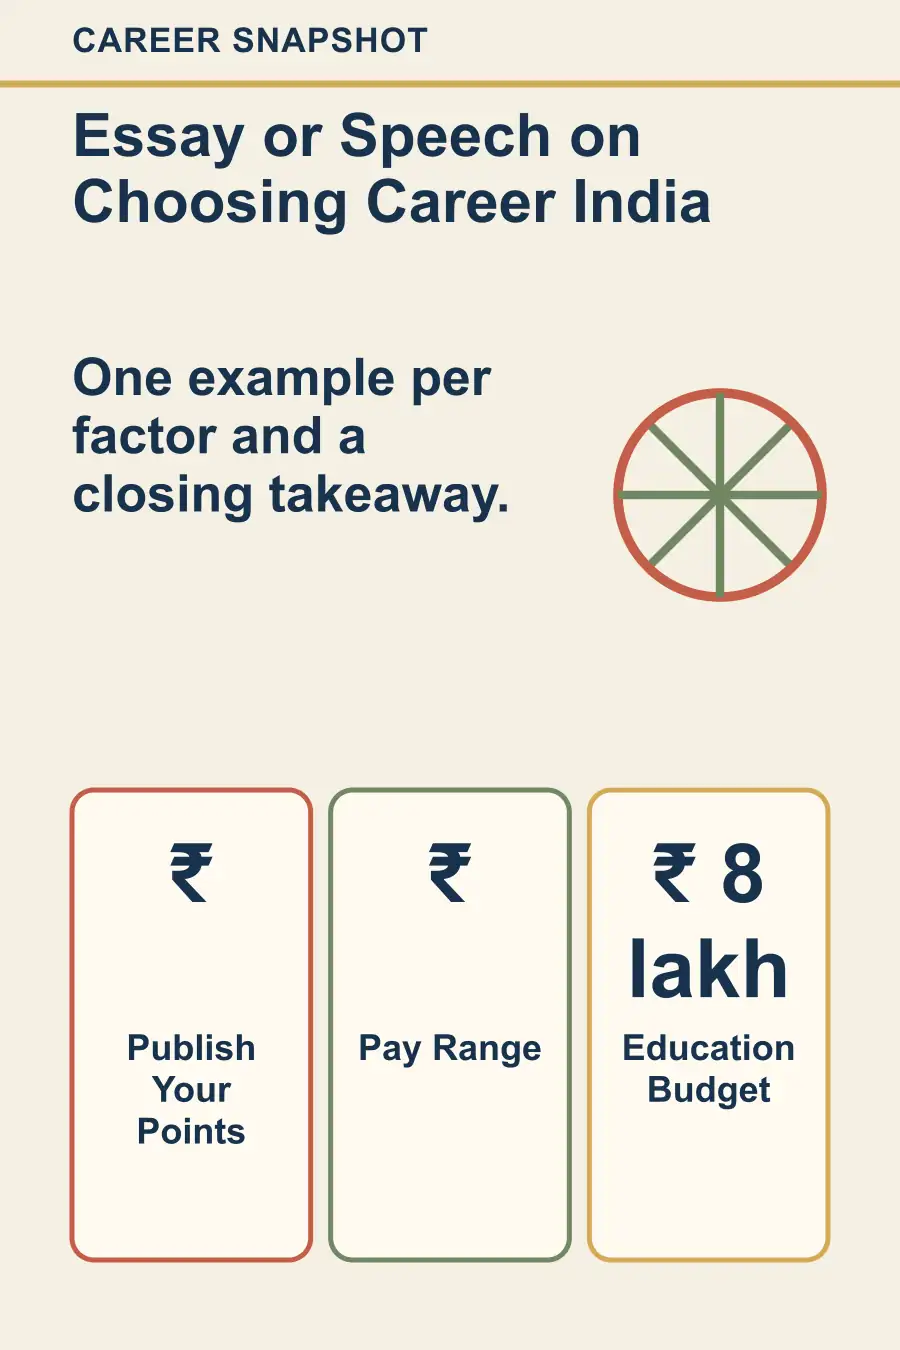 CAREER SNAPSHOT
Essay or Speech on
Choosing Career India
One example per
factor and a
closing takeaway.
₹
Publish
Your
Points
₹
Pay Range
₹ 8
lakh
Education
Budget